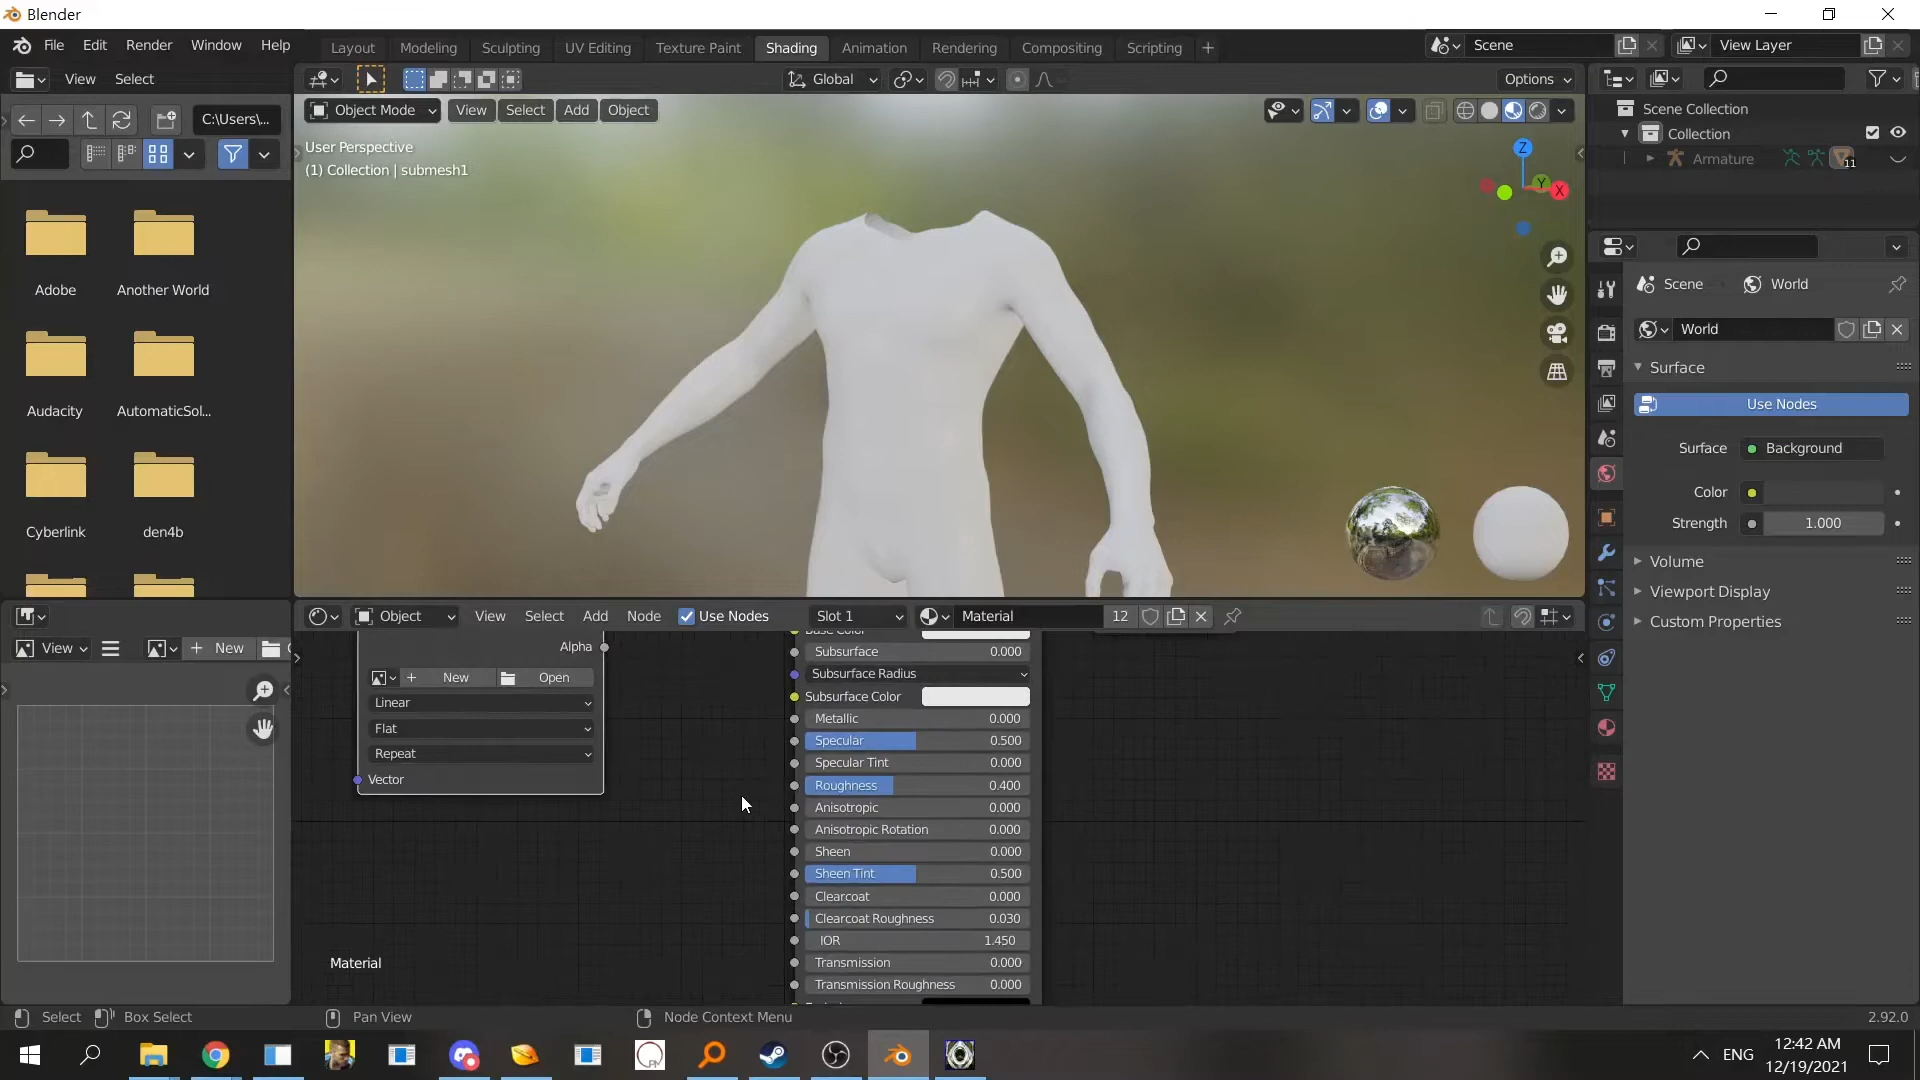 Blender
File Edit Render Window Help
Layout Modeling Sculpting UV Editing Texture Paint Shading Animation Rendering Compositing Scripting +
Scene
View Layer
View Select
Global
Options
C:\Users\...
Object Mode View Select Add Object
User Perspective
(1) Collection | submesh1
Z
Y
X
Scene Collection
Collection
Armature
11
Adobe
Another World
Audacity
AutomaticSol...
Cyberlink
den4b
Scene World
World
Surface
Use Nodes
Surface Background
Color
Strength 1.000
Volume
Viewport Display
Custom Properties
Object View Select Add Node Use Nodes Slot 1 Material 12
View
+ New
Alpha
+ New Open
Linear
Flat
Repeat
Vector
Base Color
Subsurface 0.000
Subsurface Radius
Subsurface Color
Metallic 0.000
Specular 0.500
Specular Tint 0.000
Roughness 0.400
Anisotropic 0.000
Anisotropic Rotation 0.000
Sheen 0.000
Sheen Tint 0.500
Clearcoat 0.000
Clearcoat Roughness 0.030
IOR 1.450
Transmission 0.000
Transmission Roughness 0.000
Material
Select Box Select Pan View Node Context Menu 2.92.0
ENG
12:42 AM
12/19/2021